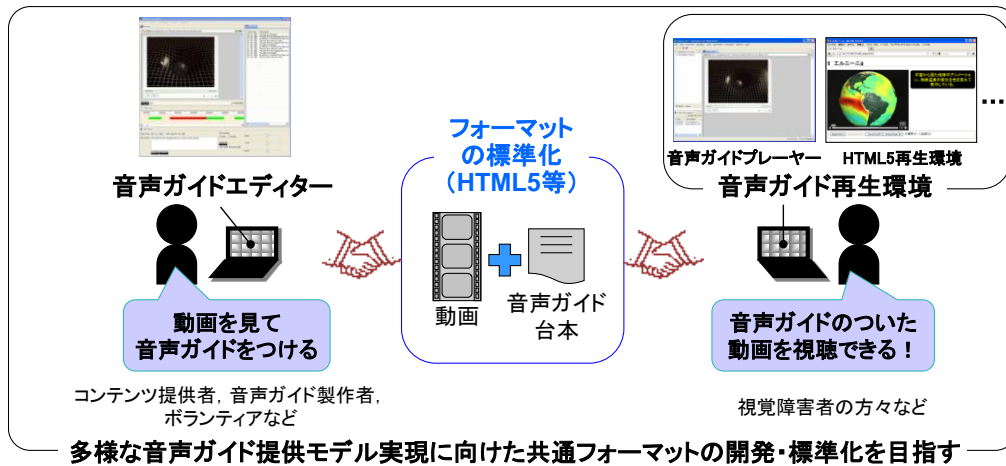 フォーマット
の標準化
（HTML5等）
音声ガイドエディター
音声ガイドプレーヤー
HTML5再生環境
音声ガイド再生環境
エルニーニョ
...
動画
音声ガイド
台本
動画を見て
音声ガイドをつける
音声ガイドのついた
動画を視聴できる！
コンテンツ提供者，音声ガイド製作者，
ボランティアなど
視覚障害者の方々など
多様な音声ガイド提供モデル実現に向けた共通フォーマットの開発・標準化を目指す